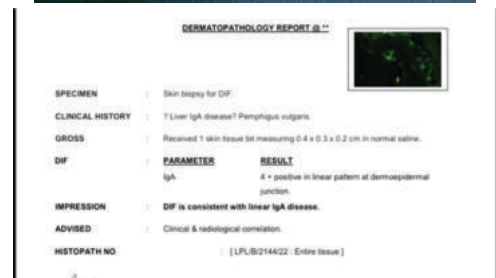 DERMATOPATHOLOGY REPORT @ **
SPECIMEN : Skin biopsy for DIF.
CLINICAL HISTORY : ? Liver IgA disease? Pemphigus vulgaris.
GROSS : Received 1 skin tissue bit measuring 0.4 x 0.3 x 0.2 cm in normal saline.
DIF : PARAMETER RESULT
IgA 4 + positive in linear pattern at dermoepidermal
junction.
IMPRESSION : DIF is consistent with linear IgA disease.
ADVISED : Clinical & radiological correlation.
HISTOPATH NO : [ LPL/B/2144/22 : Entire tissue ]